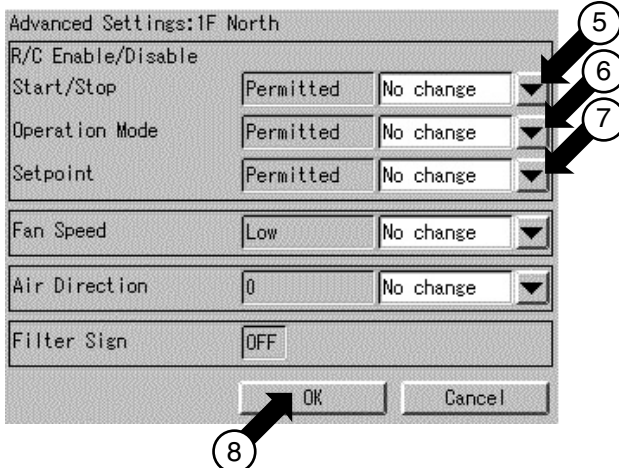 Advanced Settings:1F North
R/C Enable/Disable
Start/Stop Permitted No change 5
Operation Mode Permitted No change 6
Setpoint Permitted No change 7
Fan Speed Low No change
Air Direction 0 No change
Filter Sign OFF
OK Cancel
8